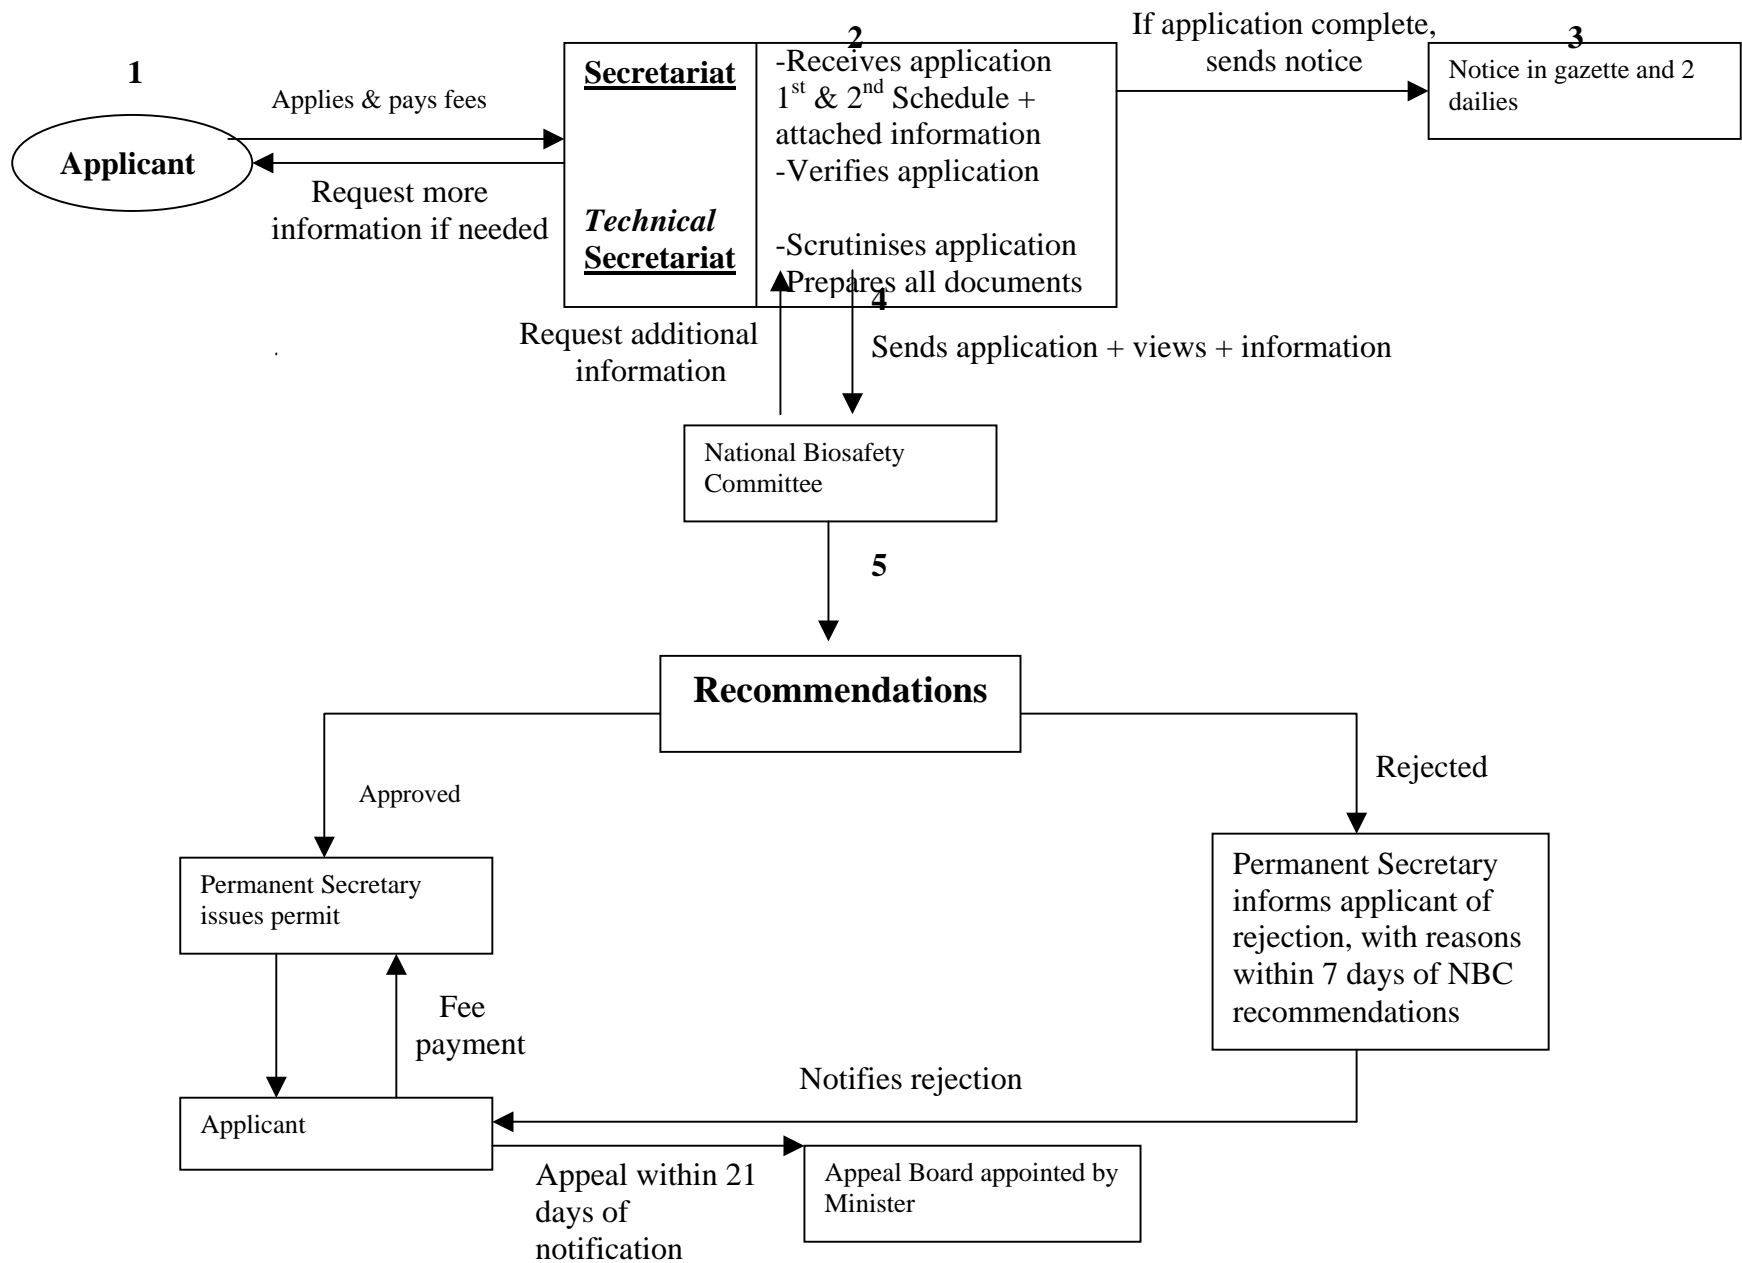 1
Applies & pays fees
Applicant
Request more
information if needed
Secretariat
Technical
Secretariat
2
-Receives application
1st & 2nd Schedule +
attached information
-Verifies application
-Scrutinises application
-Prepares all documents
If application complete,
sends notice
3
Notice in gazette and 2
dailies
4
Request additional
information
Sends application + views + information
National Biosafety
Committee
5
Recommendations
Approved
Rejected
Permanent Secretary
issues permit
Permanent Secretary
informs applicant of
rejection, with reasons
within 7 days of NBC
recommendations
Fee
payment
Notifies rejection
Applicant
Appeal within 21
days of
notification
Appeal Board appointed by
Minister